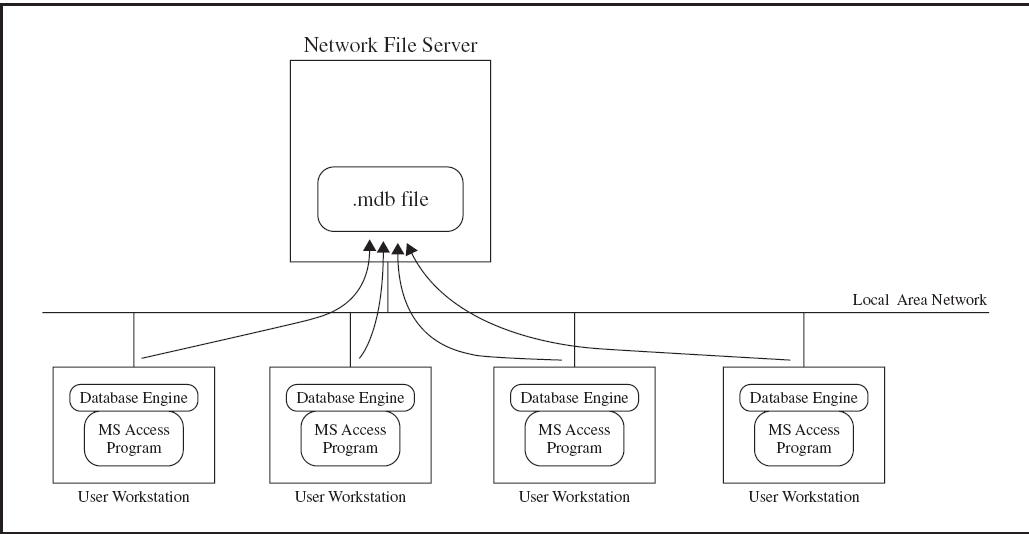 Network File Server
.mdb file
Local Area Network
Database Engine
MS Access
Program
User Workstation
Database Engine
MS Access
Program
User Workstation
Database Engine
MS Access
Program
User Workstation
Database Engine
MS Access
Program
User Workstation